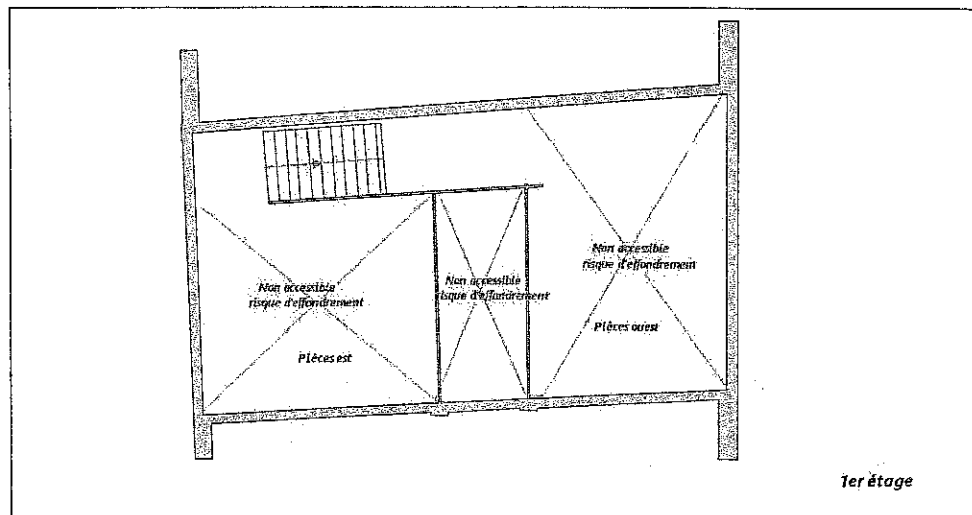 Non accessible
risque d'effondrement
Pièces est
Non accessible
risque d'effondrement
Non accessible
risque d'effondrement
Pièces ouest
1er étage